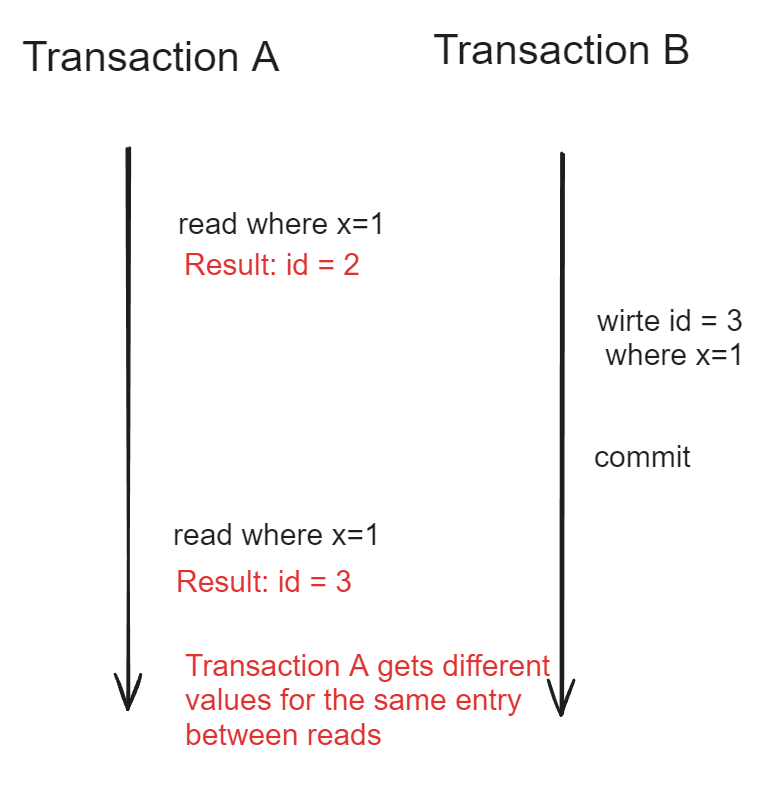 Transaction A
Transaction B
read where x=1
Result: id = 2
wirte id = 3
where x=1
commit
read where x=1
Result: id = 3
Transaction A gets different
values for the same entry
between reads